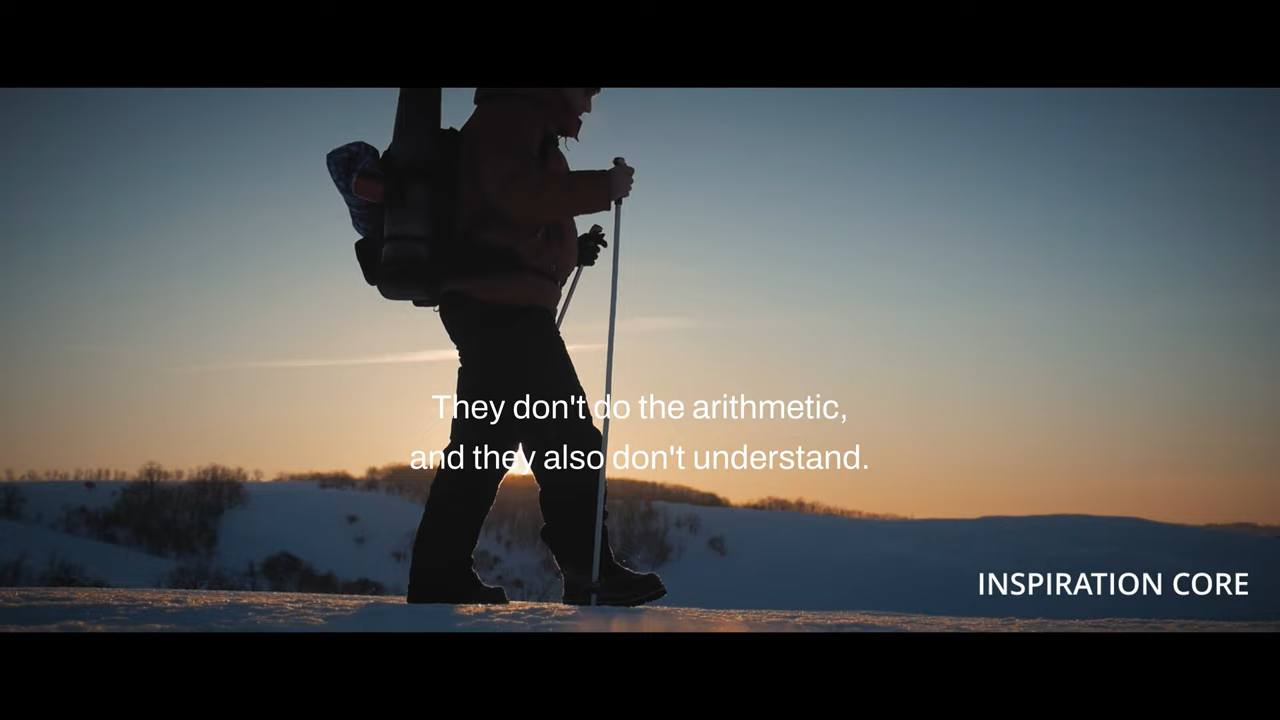 They don't do the arithmetic,
and they also don't understand.
INSPIRATION CORE